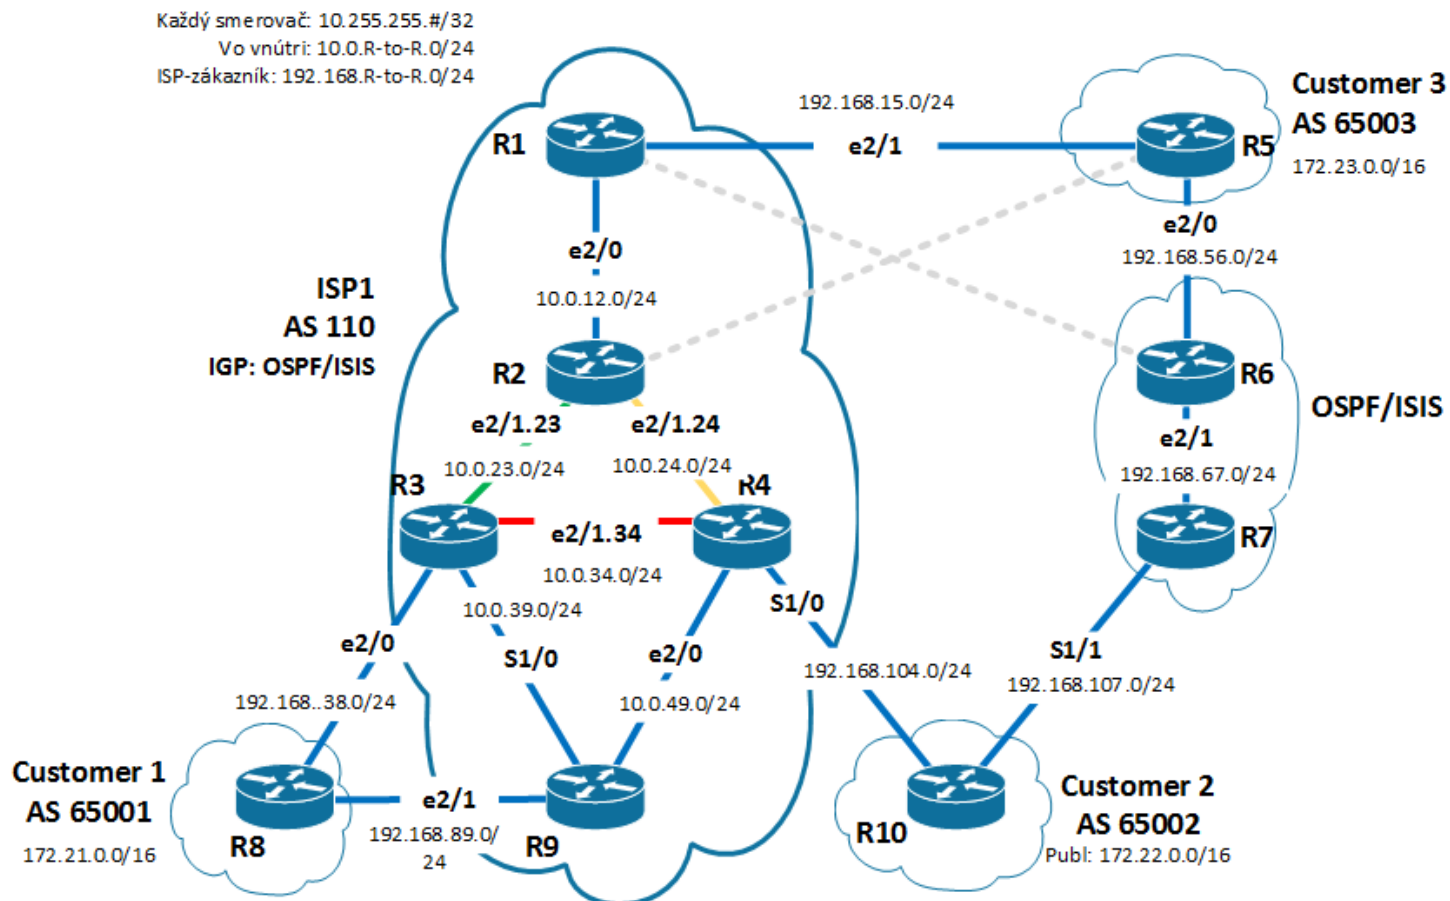 Každý smerovač: 10.255.255.#/32
Vo vnútri: 10.0.R-to-R.0/24
ISP-zákazník: 192.168.R-to-R.0/24
Customer 3
AS 65003
172.23.0.0/16
192.168.15.0/24
R1
e2/1
R5
e2/0
192.168.56.0/24
e2/0
10.0.12.0/24
ISP1
AS 110
IGP: OSPF/ISIS
R2
R6
OSPF/ISIS
e2/1.23
e2/1.24
e2/1
10.0.23.0/24
10.0.24.0/24
192.168.67.0/24
R3
R4
e2/1.34
R7
10.0.34.0/24
10.0.39.0/24
S1/0
e2/0
S1/0
e2/0
S1/1
192.168.104.0/24
192.168.107.0/24
192.168..38.0/24
10.0.49.0/24
Customer 1
AS 65001
172.21.0.0/16
R8
e2/1
192.168.89.0/
24
R9
R10
Customer 2
AS 65002
Publ: 172.22.0.0/16